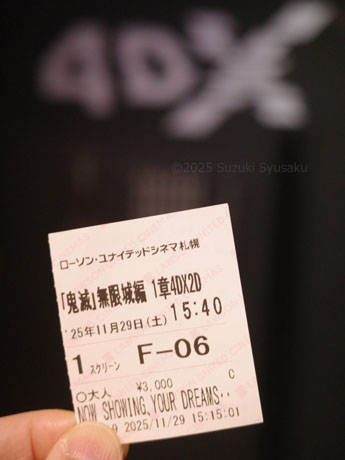 4DX
©2025 Suzuki Syusaku
ローソン・ユナイテッドシネマ札幌
「鬼滅」無限城編 1章4DX2D
'25年11月29日(土) 15:40
1 スクリーン F-06
○大人 ¥3,000 C
NOW SHOWING,YOUR DREAMS‥
9 2025/11/29 15:15:01